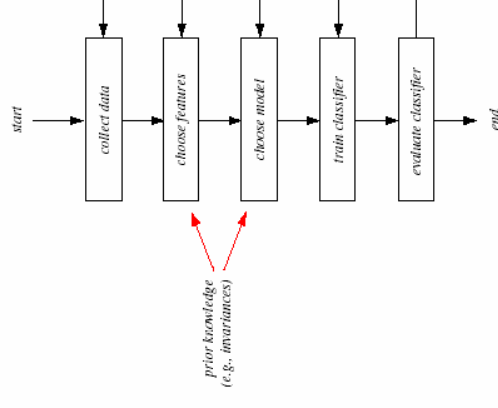 start
collect data
choose features
choose model
train classifier
evaluate classifier
end
prior knowledge
(e.g., invariances)